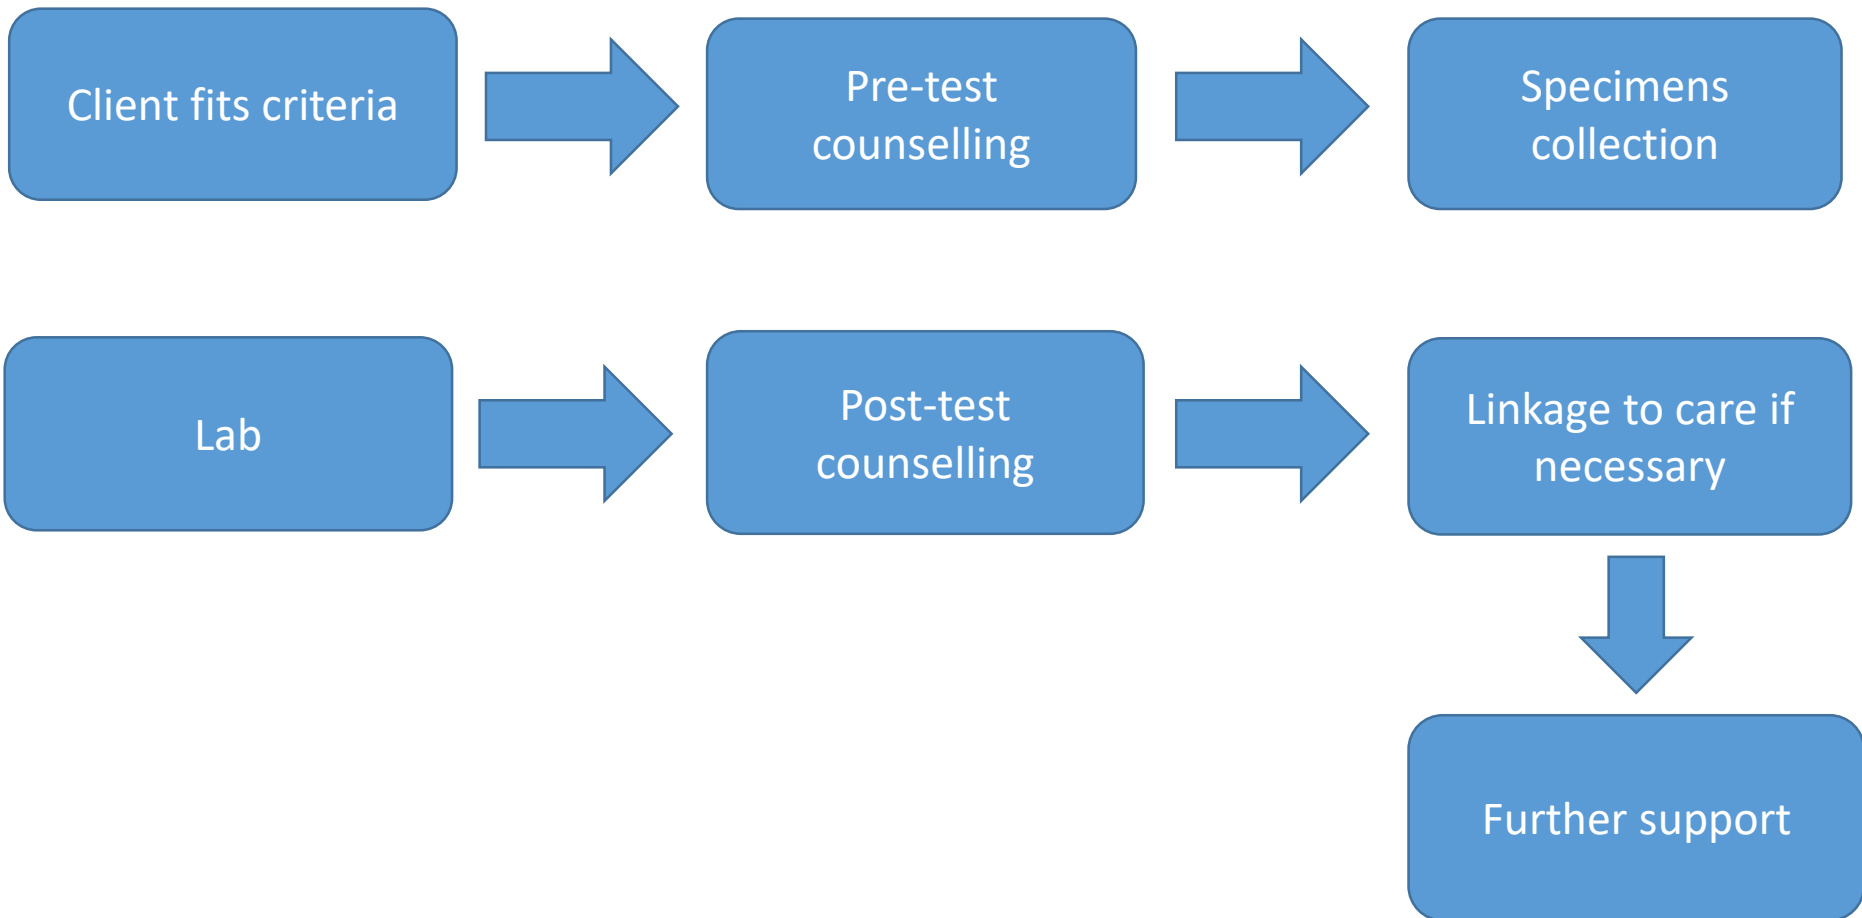 Client fits criteria
Pre-test
counselling
Specimens
collection
Lab
Post-test
counselling
Linkage to care if
necessary
Further support